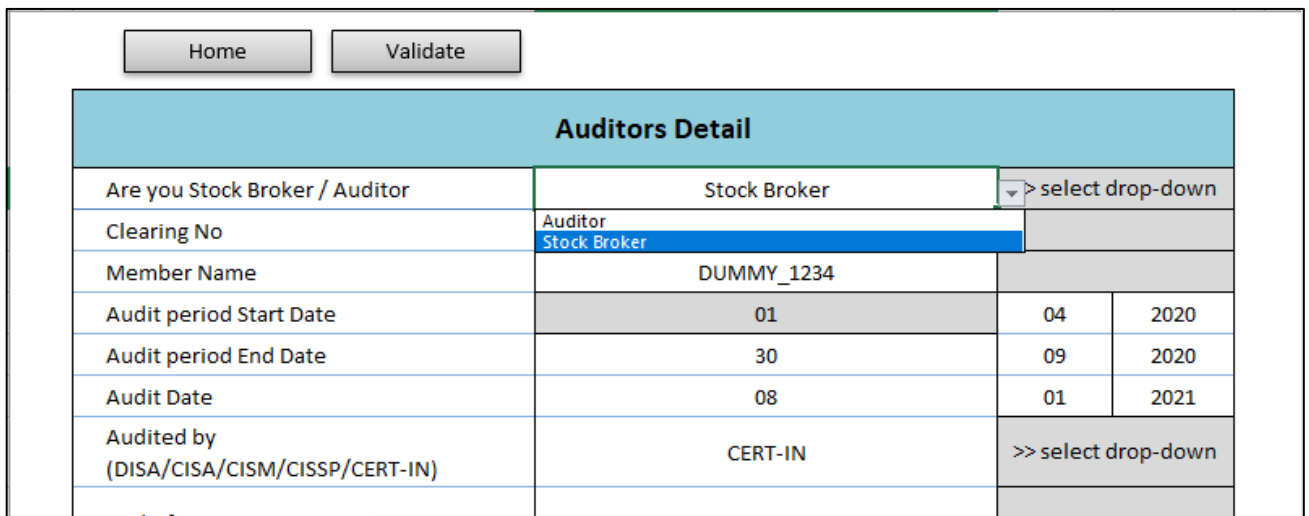 Home Validate
Auditors Detail
Are you Stock Broker / Auditor Stock Broker > select drop-down
Auditor
Clearing No
Stock Broker
Member Name DUMMY_1234
Audit period Start Date 01 04 2020
Audit period End Date 30 09 2020
Audit Date 08 01 2021
Audited by
(DISA/CISA/CISM/CISSP/CERT-IN) CERT-IN >> select drop-down